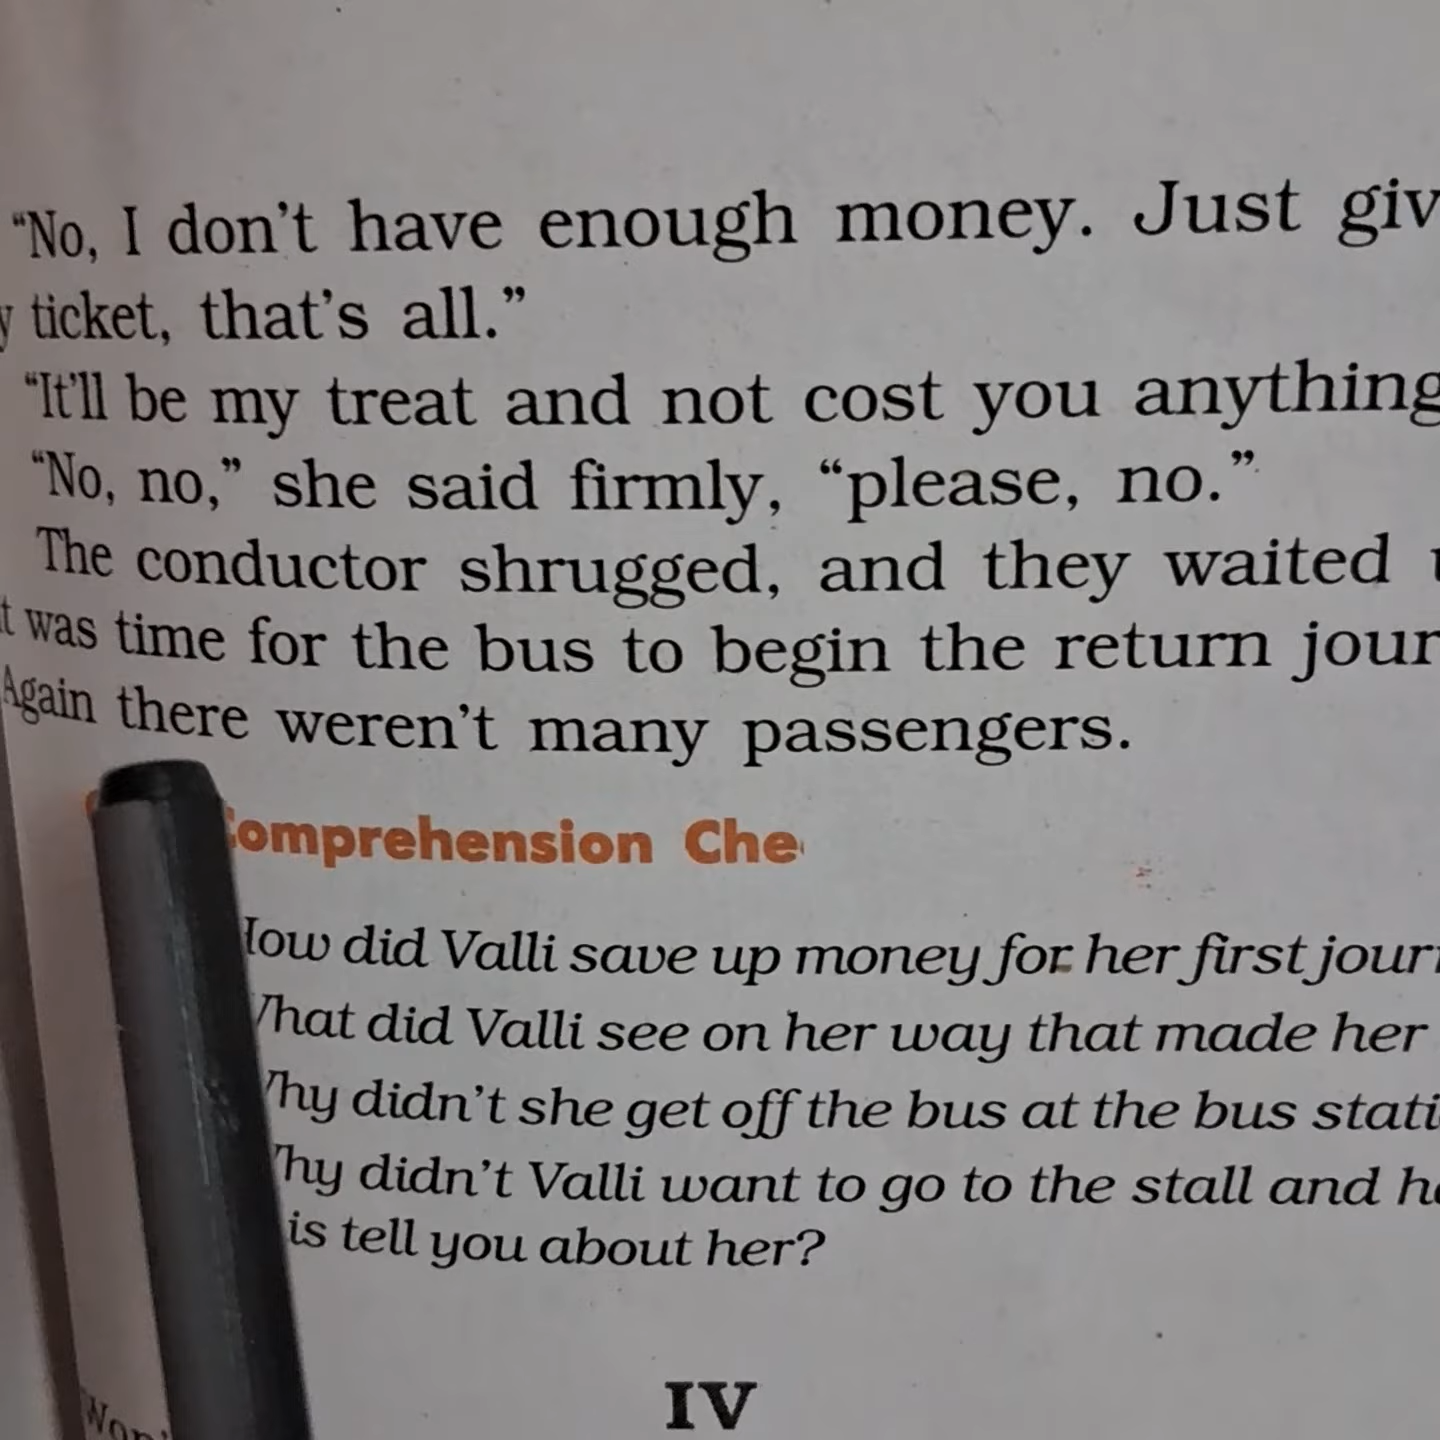 “No, I don’t have enough money. Just giv
y ticket, that’s all.”
“It’ll be my treat and not cost you anything
“No, no,” she said firmly, “please, no.”
The conductor shrugged, and they waited
t was time for the bus to begin the return jour
Again there weren’t many passengers.
omprehension Che
How did Valli save up money for her first jour
What did Valli see on her way that made her
Why didn’t she get off the bus at the bus stati
Why didn’t Valli want to go to the stall and h
is tell you about her?
IV